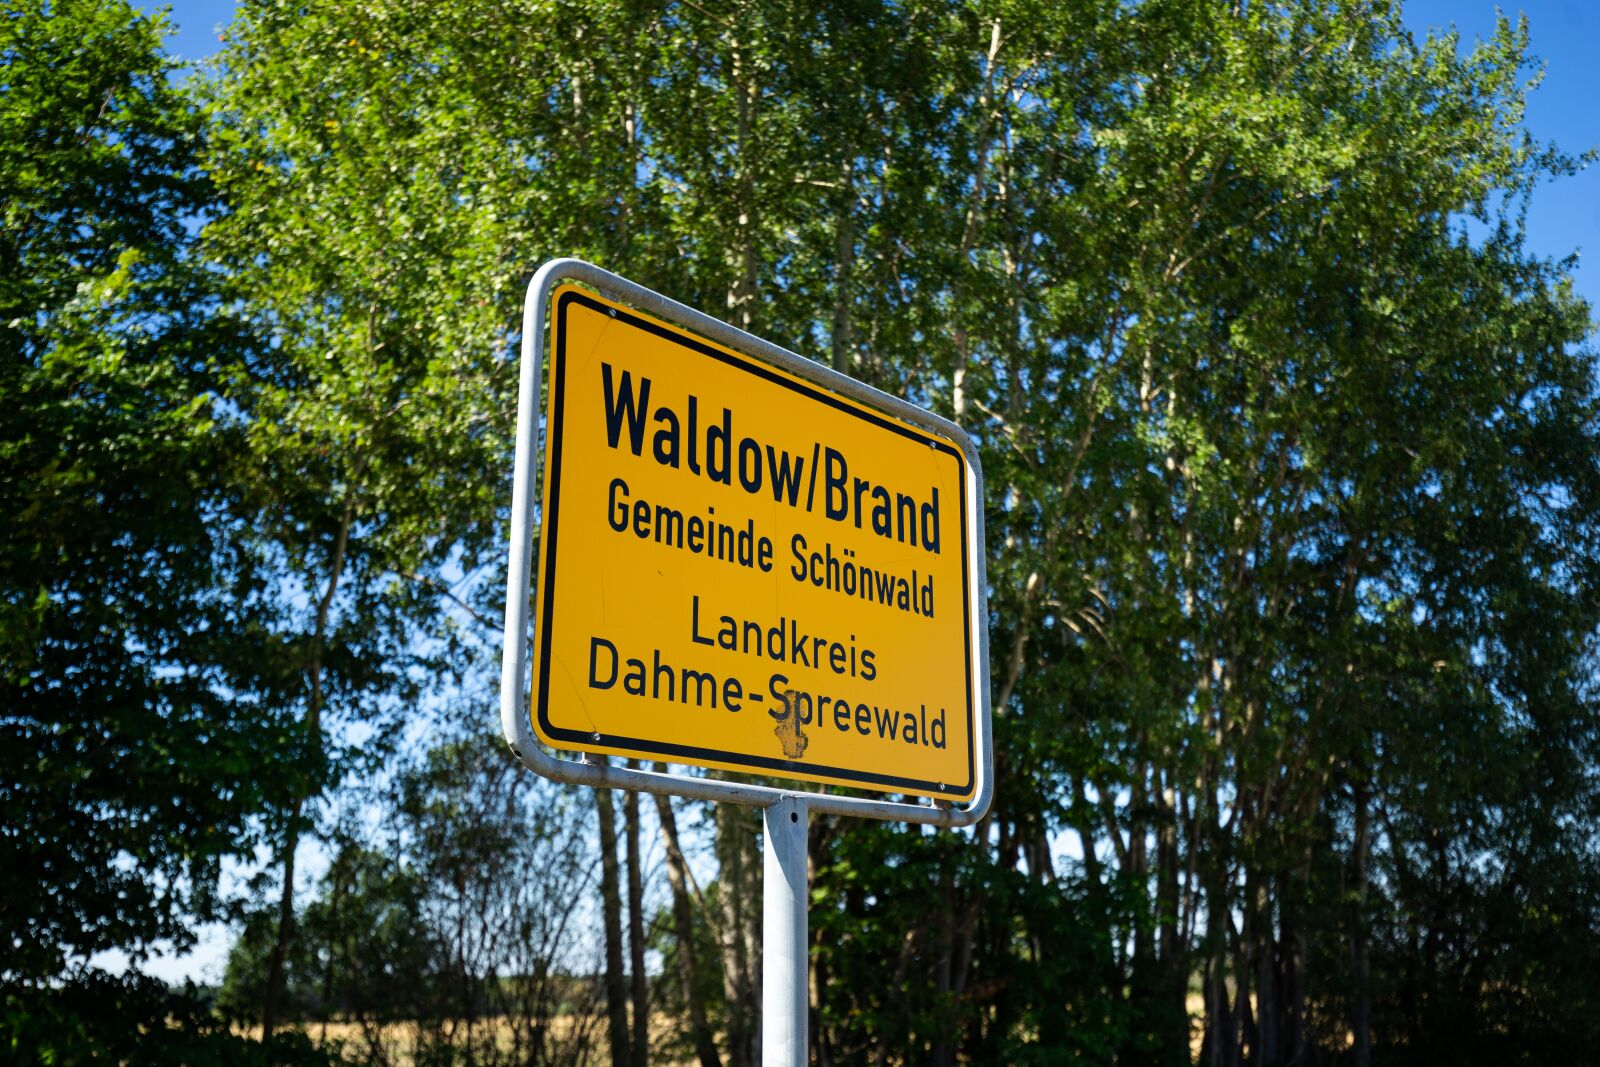 Waldow/Brand
Gemeinde Schönwald
Landkreis
Dahme-Spreewald